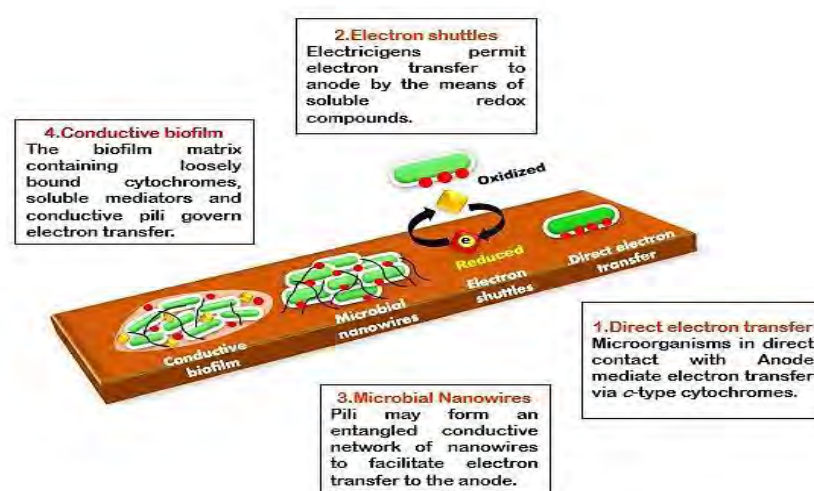 2.Electron shuttles
Electricigens permit
electron transfer to
anode by the means of
soluble redox
compounds.
4.Conductive biofilm
The biofilm matrix
containing loosely
bound cytochromes,
soluble mediators and
conductive pili govern
electron transfer.
Oxidized
e
Reduced
Electron
shuttles
Direct electron
transfer
Microbial
nanowires
Conductive
biofilm
1.Direct electron transfer
Microorganisms in direct
contact with Anode
mediate electron transfer
via c-type cytochromes.
3.Microbial Nanowires
Pili may form an
entangled conductive
network of nanowires
to facilitate electron
transfer to the anode.